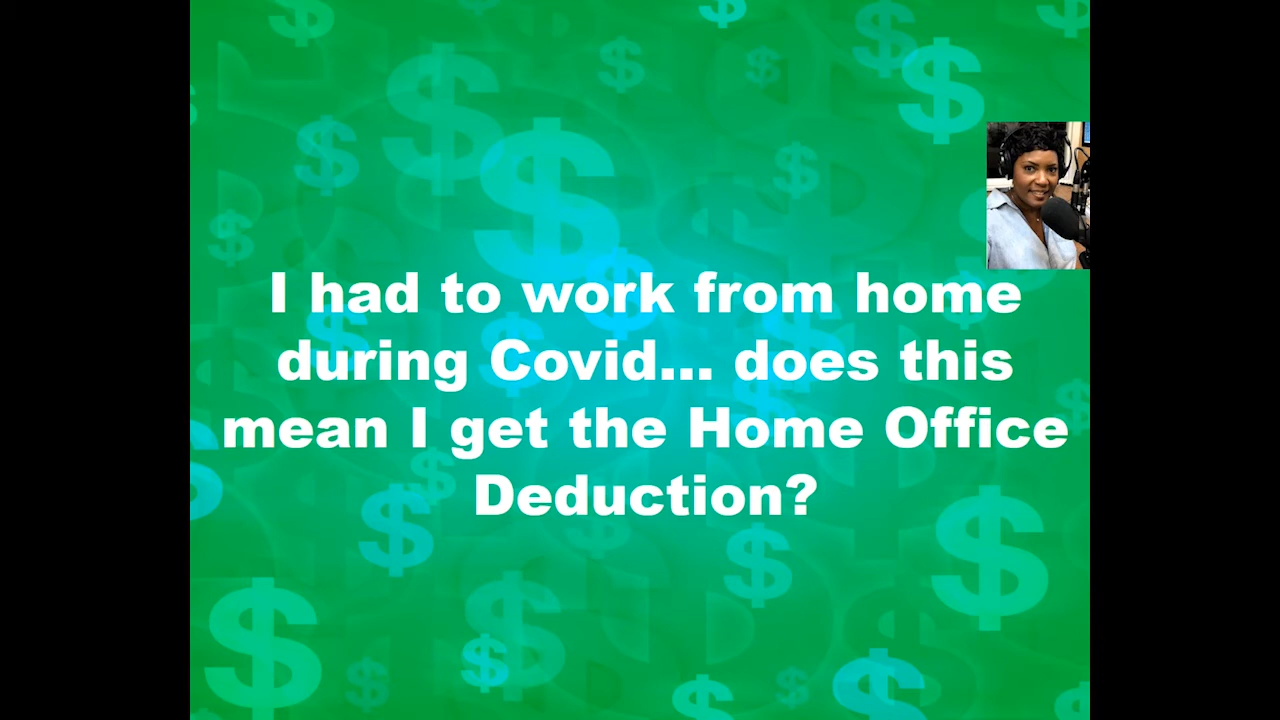 I had to work from home
during Covid... does this
mean I get the Home Office
Deduction?